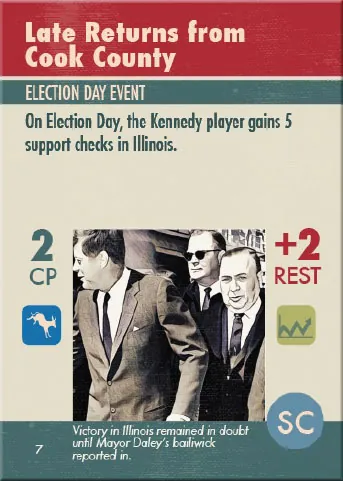 Late Returns from
Cook County
ELECTION DAY EVENT
On Election Day, the Kennedy player gains 5
support checks in Illinois.
2
CP
+2
REST
SC
Victory in Illinois remained in doubt
until Mayor Daley's bailiwick
reported in.
7